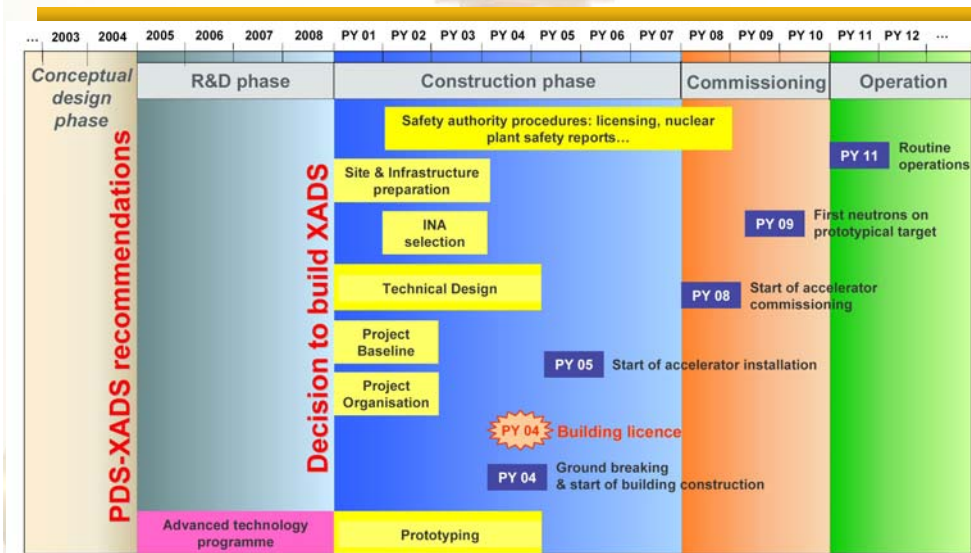 ... 2003 2004 2005 2006 2007 2008 PY 01 PY 02 PY 03 PY 04 PY 05 PY 06 PY 07 PY 08 PY 09 PY 10 PY 11 PY 12 ...
Conceptual
design
phase
R&D phase
Construction phase
Commissioning
Operation
PDS-XADS recommendations
Decision to build XADS
Safety authority procedures: licensing, nuclear
plant safety reports...
PY 11
Routine
operations
Site & Infrastructure
preparation
INA
selection
PY 09
First neutrons on
prototypical target
Technical Design
PY 08
Start of accelerator
commissioning
Project
Baseline
PY 05
Start of accelerator installation
Project
Organisation
PY 04
Building licence
PY 04
Ground breaking
& start of building construction
Advanced technology
programme
Prototyping